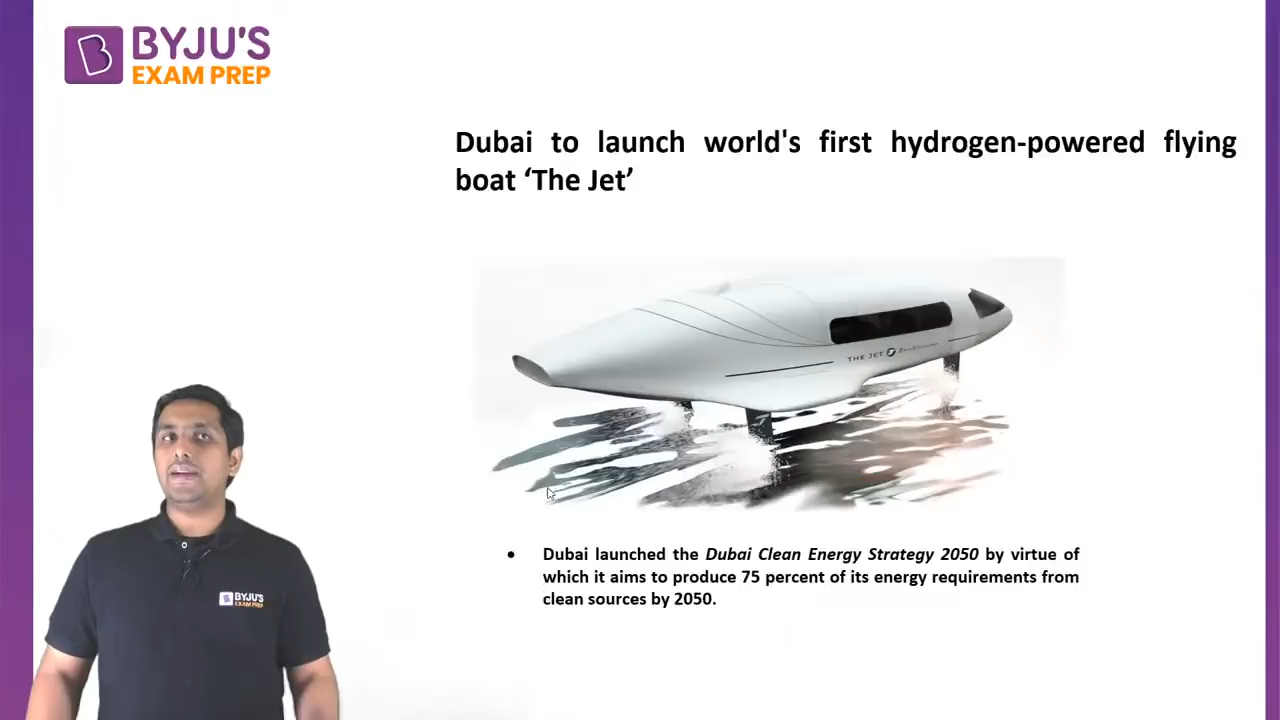 BYJU'S
EXAM PREP
Dubai to launch world's first hydrogen-powered flying
boat ‘The Jet’
THE JET
• Dubai launched the Dubai Clean Energy Strategy 2050 by virtue of
which it aims to produce 75 percent of its energy requirements from
clean sources by 2050.
BYJU'S
EXAM PREP